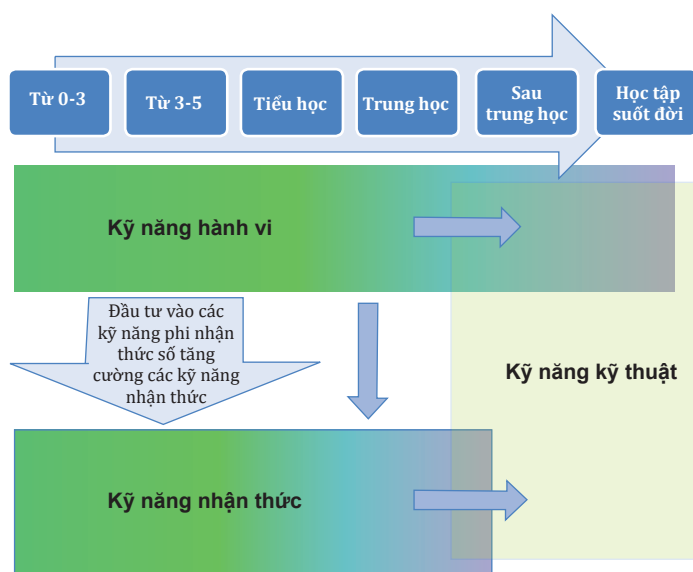 Từ 0-3
Từ 3-5
Tiểu học
Trung học
Sau
trung học
Học tập
suốt đời
Kỹ năng hành vi
Đầu tư vào các
kỹ năng phi nhận
thức số tăng
cường các kỹ năng
nhận thức
Kỹ năng kỹ thuật
Kỹ năng nhận thức